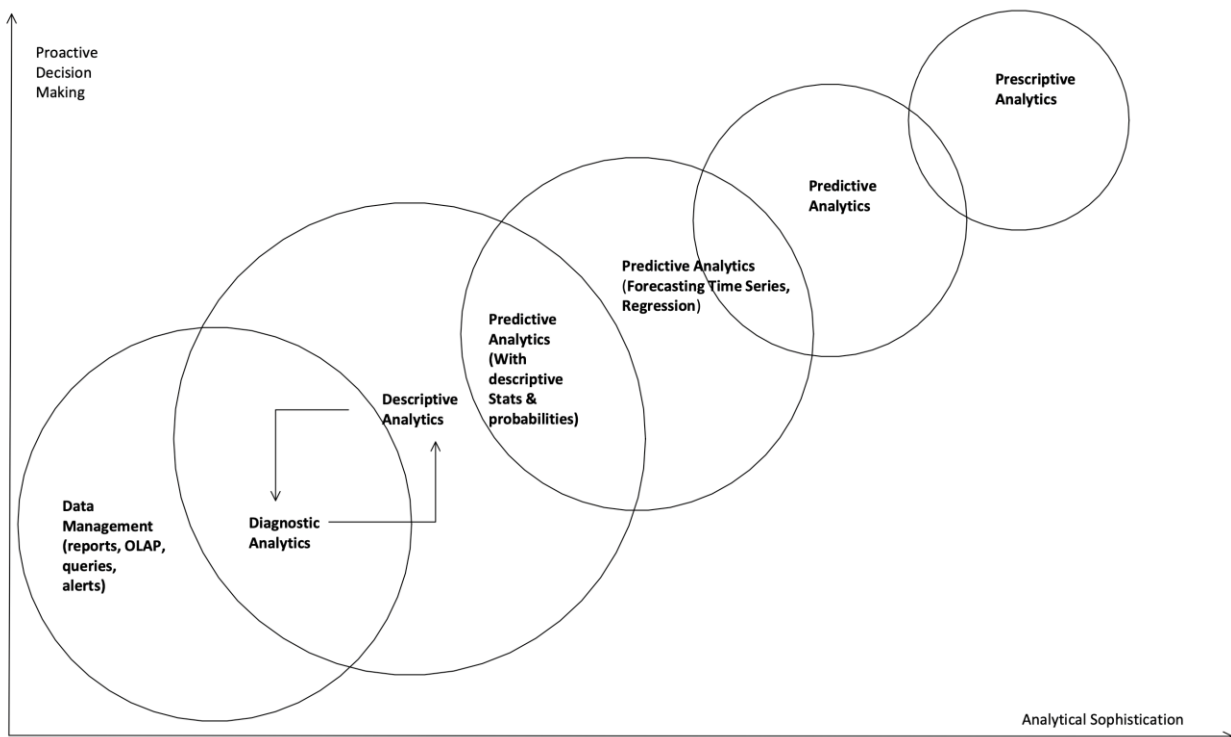 Proactive
Decision
Making
Prescriptive
Analytics
Predictive
Analytics
Predictive Analytics
(Forecasting Time Series,
Regression)
Predictive
Analytics
(With
descriptive
Stats &
probabilities)
Descriptive
Analytics
Data
Management
(reports, OLAP,
queries,
alerts)
Diagnostic
Analytics
Analytical Sophistication